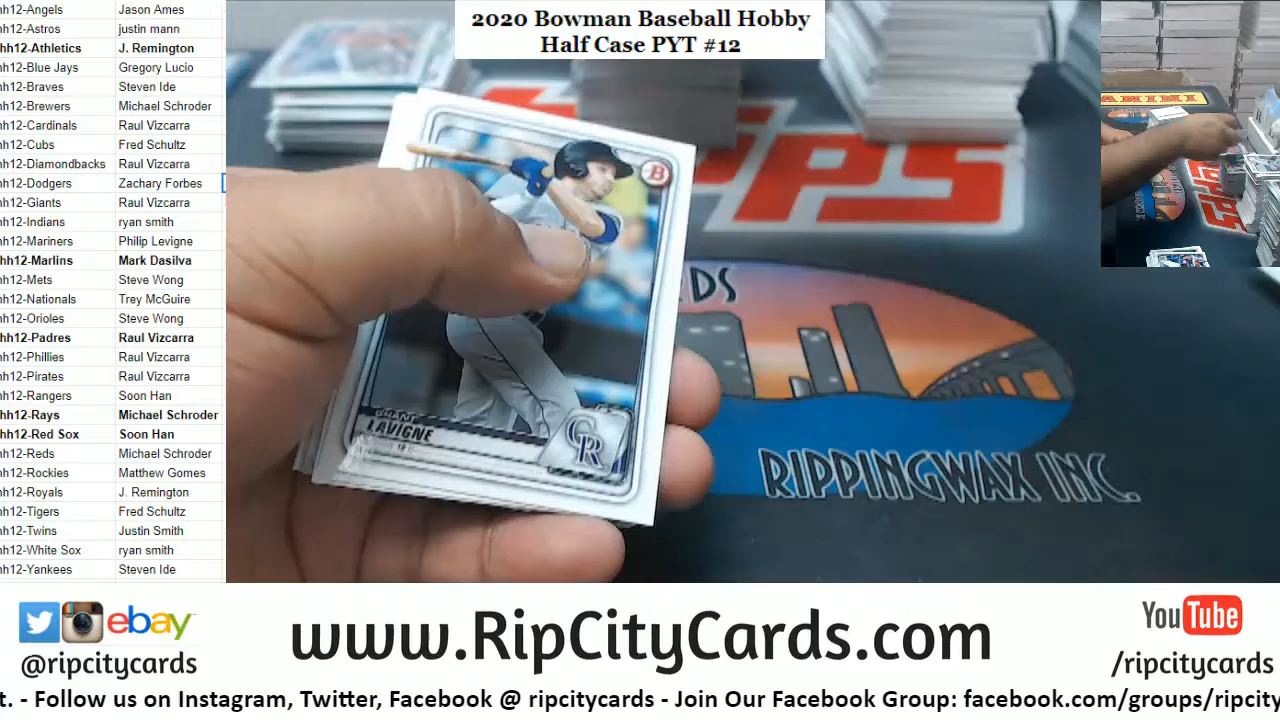 hh12-Angels Jason Ames
hh12-Astros justin mann
hh12-Athletics J. Remington
hh12-Blue Jays Gregory Lucio
hh12-Braves Steven Ide
hh12-Brewers Michael Schroder
hh12-Cardinals Raul Vizcarra
hh12-Cubs Fred Schultz
hh12-Diamondbacks Raul Vizcarra
hh12-Dodgers Zachary Forbes
hh12-Giants Raul Vizcarra
hh12-Indians ryan smith
hh12-Mariners Philip Levigne
hh12-Marlins Mark Dasilva
hh12-Mets Steve Wong
hh12-Nationals Trey McGuire
hh12-Orioles Steve Wong
hh12-Padres Raul Vizcarra
hh12-Phillies Raul Vizcarra
hh12-Pirates Raul Vizcarra
hh12-Rangers Soon Han
hh12-Rays Michael Schroder
hh12-Red Sox Soon Han
hh12-Reds Michael Schroder
hh12-Rockies Matthew Gomes
hh12-Royals J. Remington
hh12-Tigers Fred Schultz
hh12-Twins Justin Smith
hh12-White Sox ryan smith
hh12-Yankees Steven Ide
2020 Bowman Baseball Hobby
Half Case PYT #12
PANINI
TOPPS
B
LAVIGNE
CR
RDS
RIPPINGWAX INC.
ebay
@ripcitycards
www.RipCityCards.com
YouTube
/ripcitycards
t. - Follow us on Instagram, Twitter, Facebook @ ripcitycards - Join Our Facebook Group: facebook.com/groups/ripcity